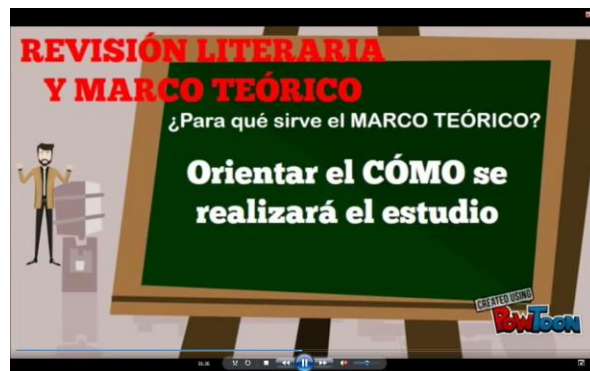 REVISIÓN LITERARIA
Y MARCO TEÓRICO
¿Para qué sirve el MARCO TEÓRICO?
Orientar el CÓMO se
realizará el estudio
CREATED USING
POWTOON